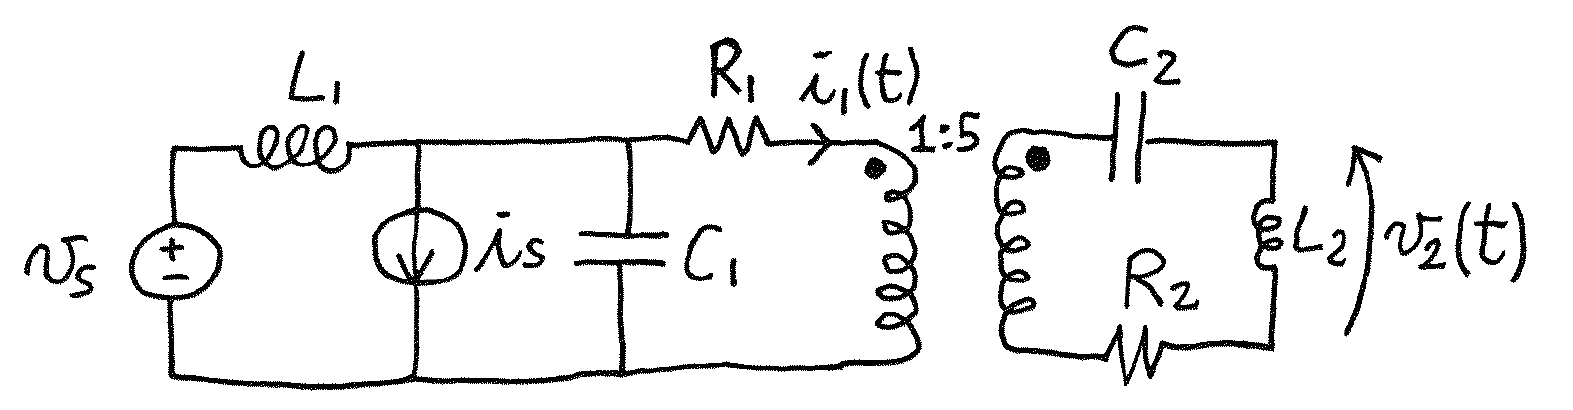 L₁
R₁
i₁(t)
1:5
C₂
vₛ
+
−
iₛ
C₁
R₂
L₂
v₂(t)